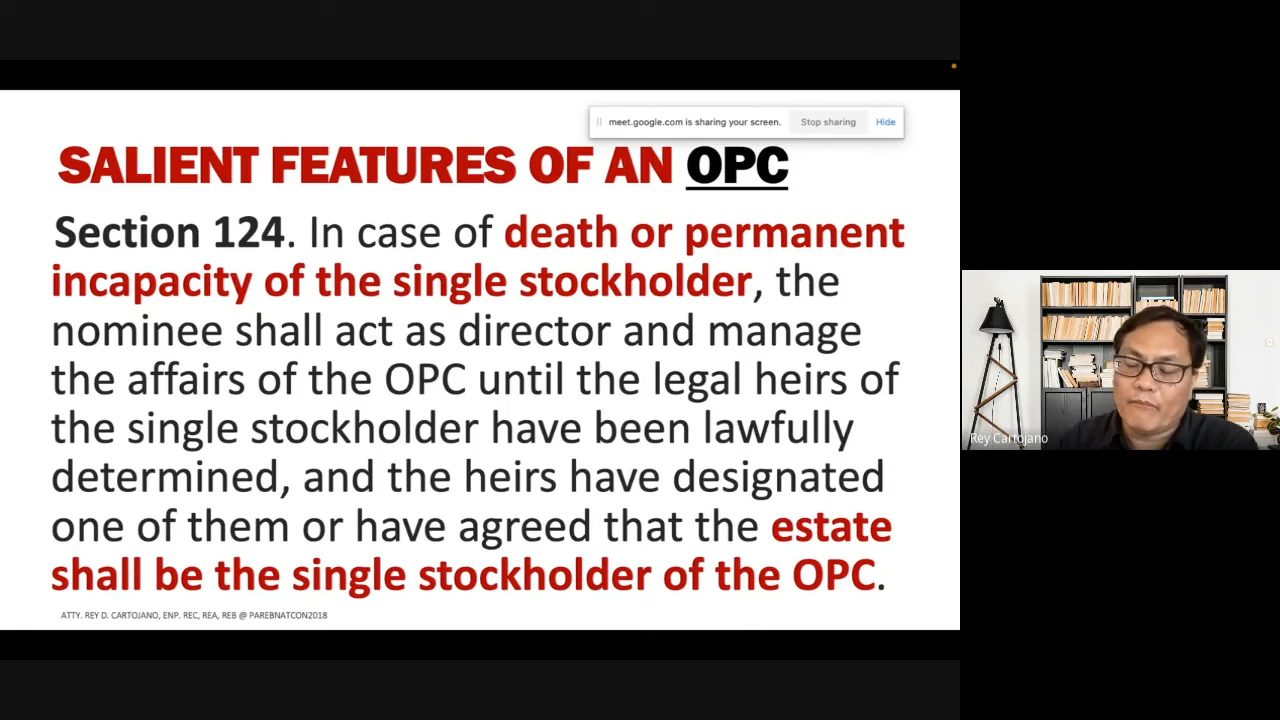 meet.google.com is sharing your screen. Stop sharing Hide
SALIENT FEATURES OF AN OPC
Section 124. In case of death or permanent
incapacity of the single stockholder, the
nominee shall act as director and manage
the affairs of the OPC until the legal heirs of
the single stockholder have been lawfully
determined, and the heirs have designated
one of them or have agreed that the estate
shall be the single stockholder of the OPC.
ATTY. REY D. CARTOJANO, ENP. REC, REA, REB @ PAREBNATCON2018
Rey Cartojano